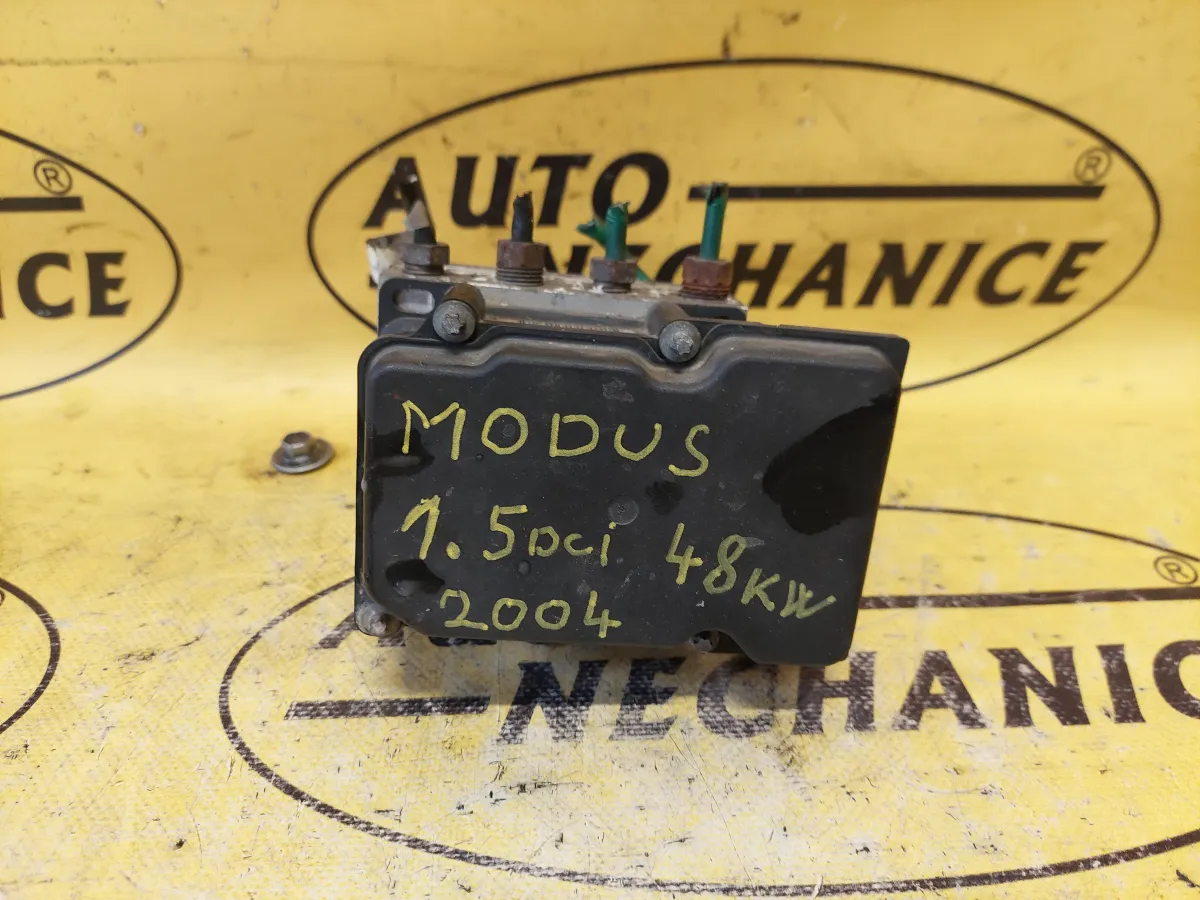 AUTO
NECHANICE
®
ICE
®
MODUS
1.5DCi 48KW
2004
®
NECHANIC